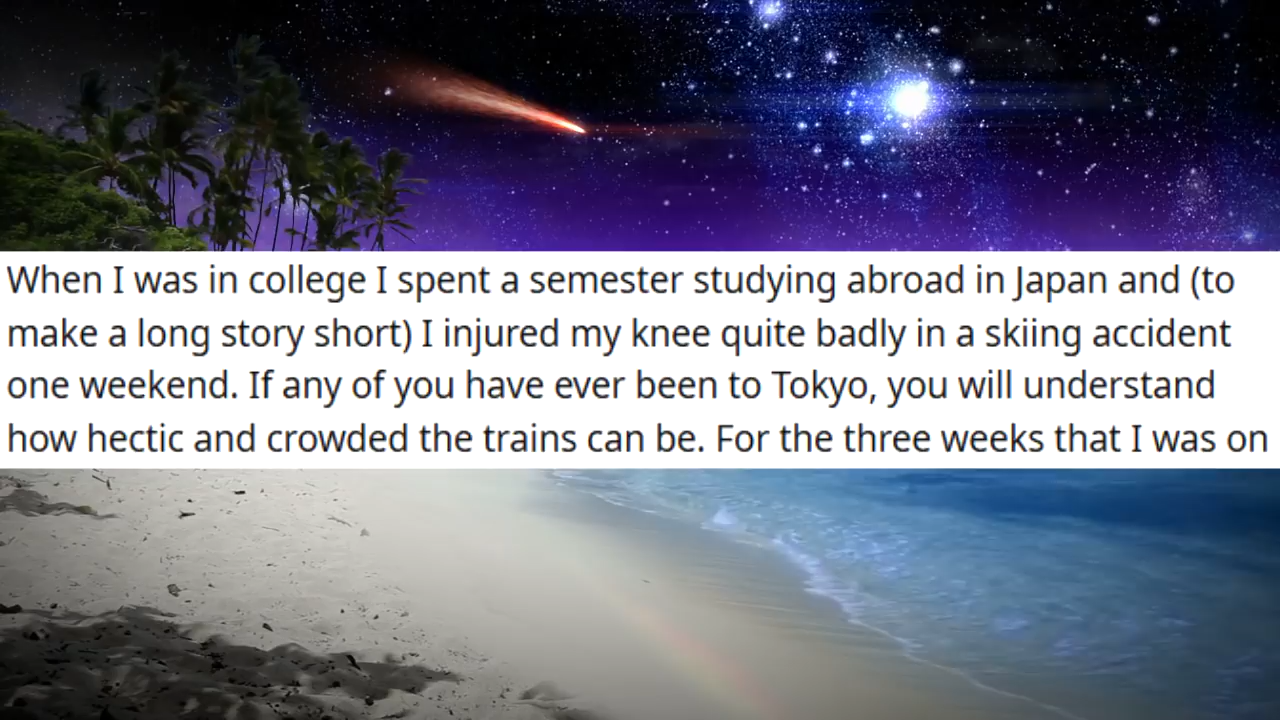 When I was in college I spent a semester studying abroad in Japan and (to
make a long story short) I injured my knee quite badly in a skiing accident
one weekend. If any of you have ever been to Tokyo, you will understand
how hectic and crowded the trains can be. For the three weeks that I was on